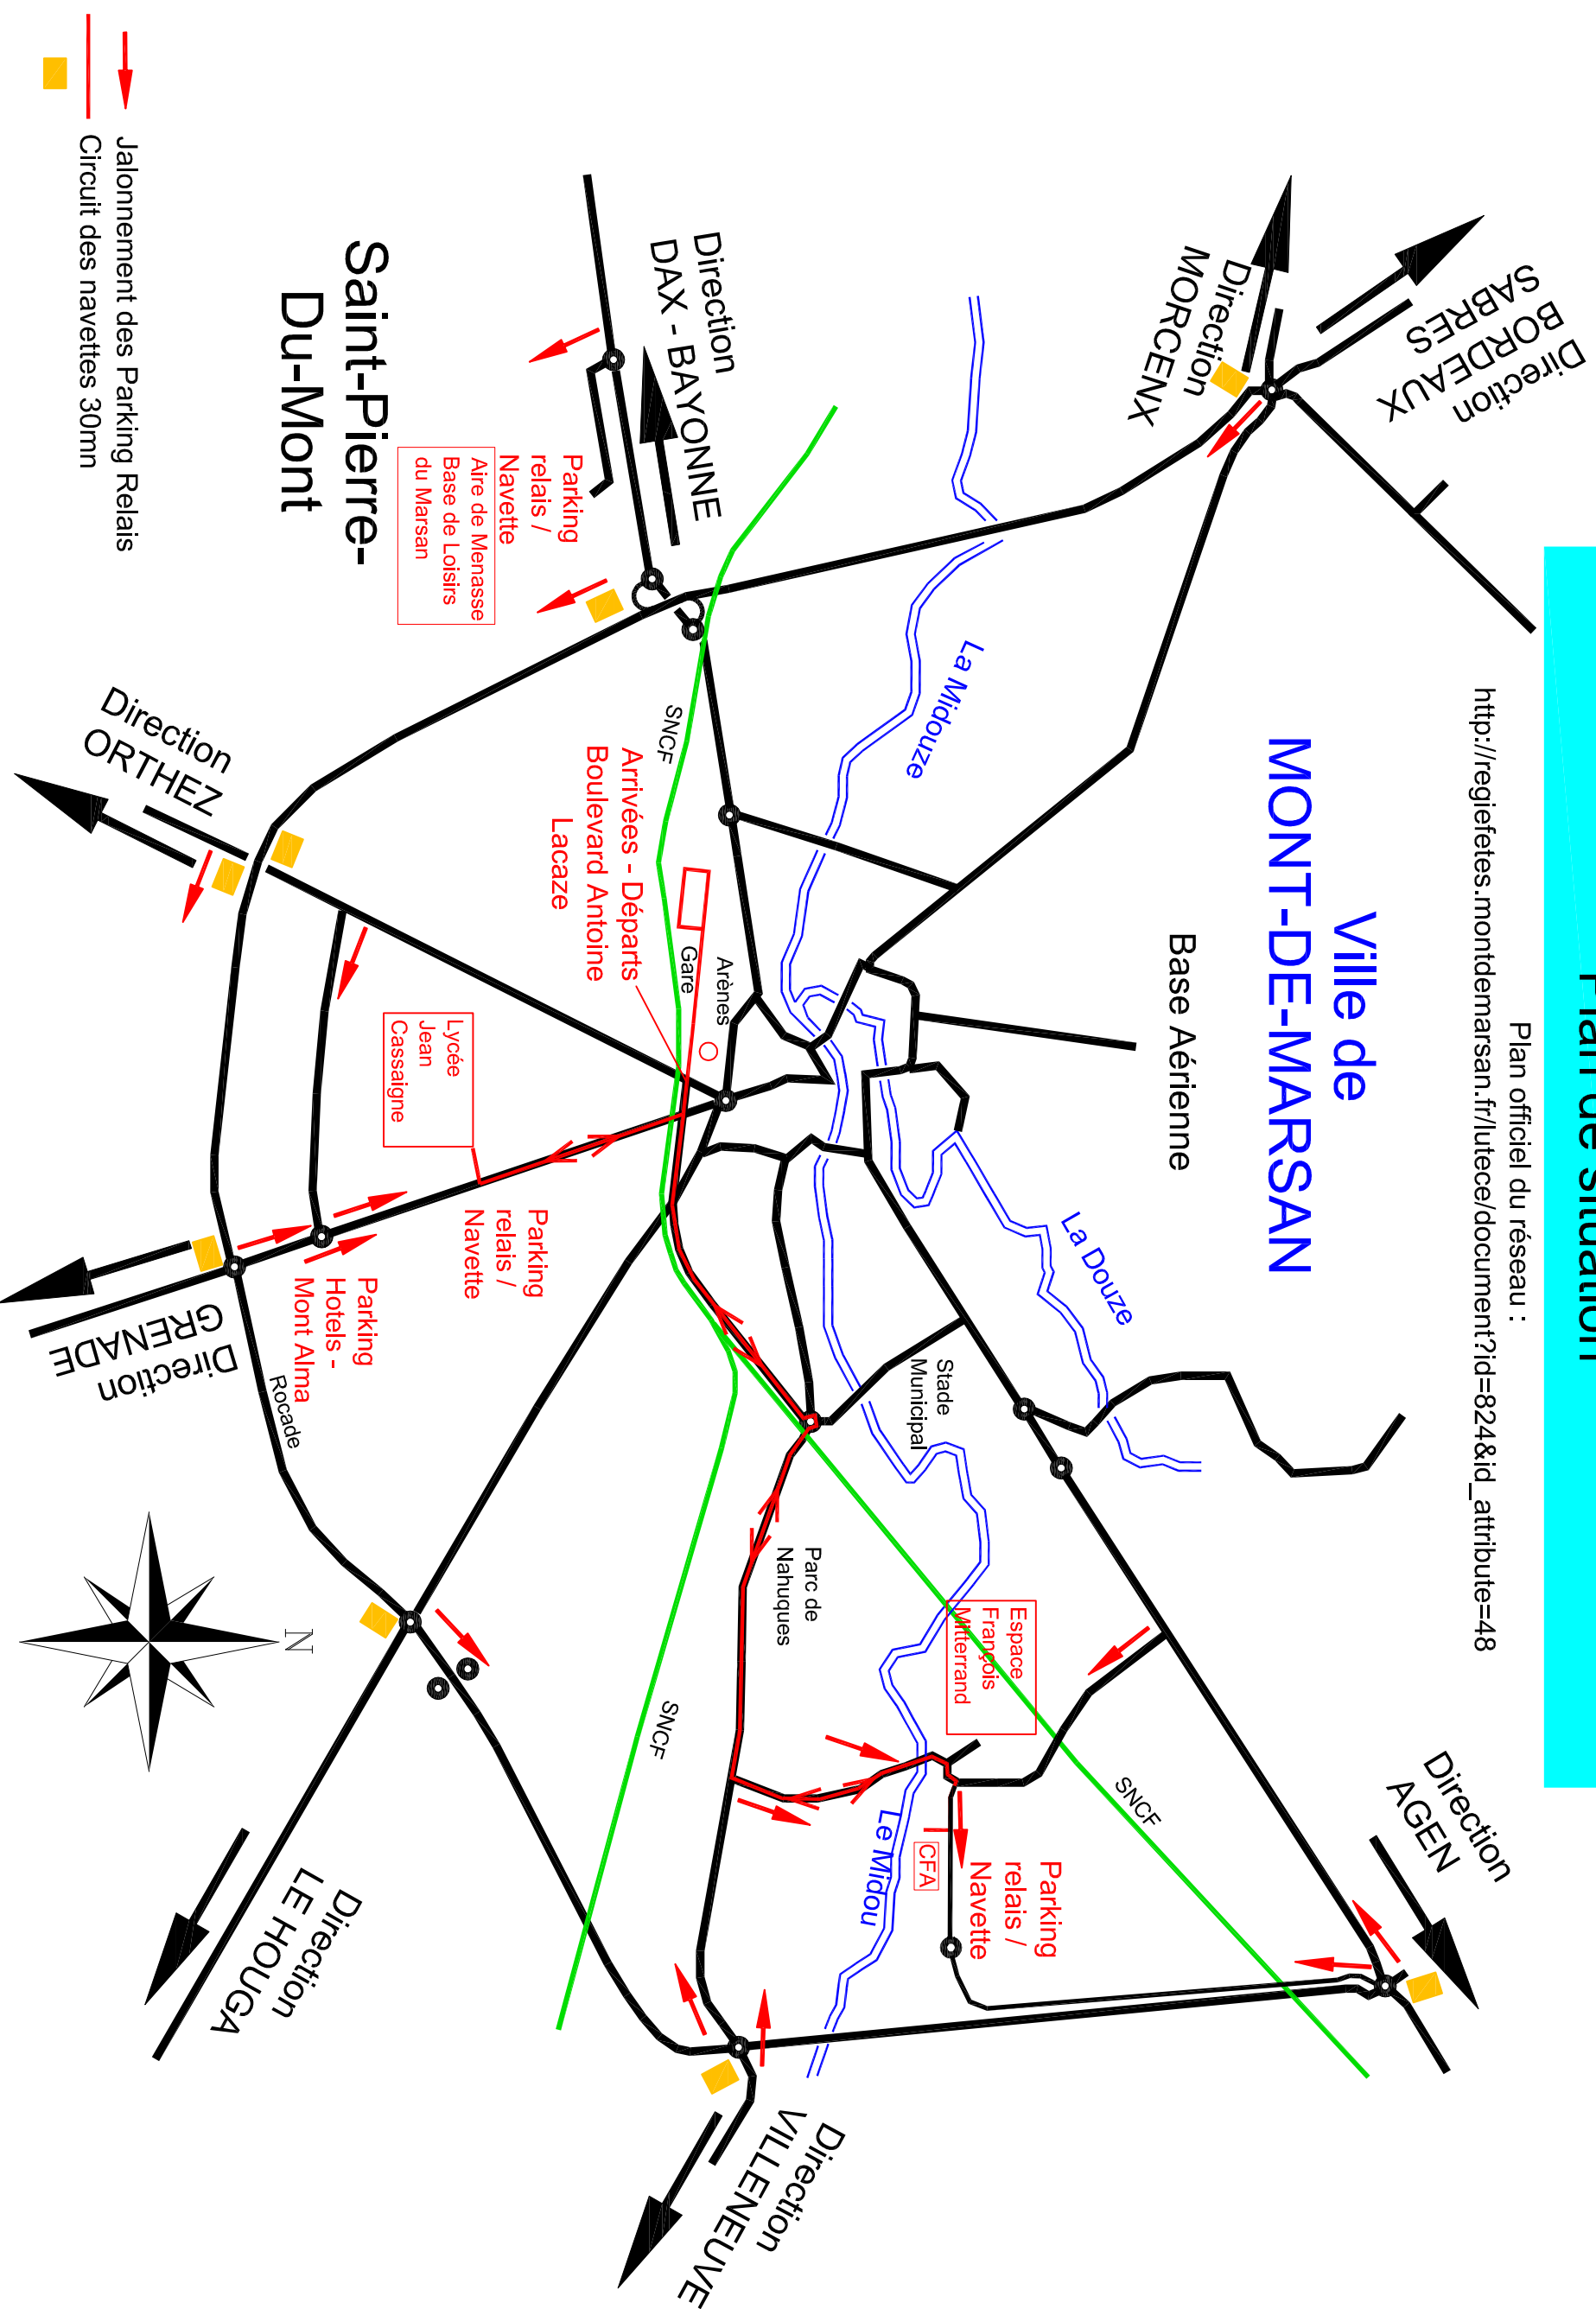 Plan de situation
Plan officiel du réseau :
http://regiefetes.montdemarsan.fr/lutece/document?id=824&id_attribute=48
Direction
BORDEAUX
SABRES
Direction
MORCENX
Ville de
MONT-DE-MARSAN
Base Aérienne
Direction
AGEN
La Midouze
La Douze
SNCF
Stade
Municipal
Espace
François
Mitterrand
Parking
relais /
Navette
CFA
Le Midou
Parc de
Nahuques
Direction
DAX - BAYONNE
SNCF
Arènes
Gare
Arrivées - Départs
Boulevard Antoine
Lacaze
SNCF
Direction
VILLENEUVE
Parking
relais /
Navette
Aire de Menasse
Base de Loisirs
du Marsan
Saint-Pierre-
Du-Mont
Lycée
Jean
Cassaigne
Parking
relais /
Navette
Parking
Hotels -
Mont Alma
Direction
ORTHEZ
Direction
GRENADE
Rocade
N
Direction
LE HOUGA
Jalonnement des Parking Relais
Circuit des navettes 30mn